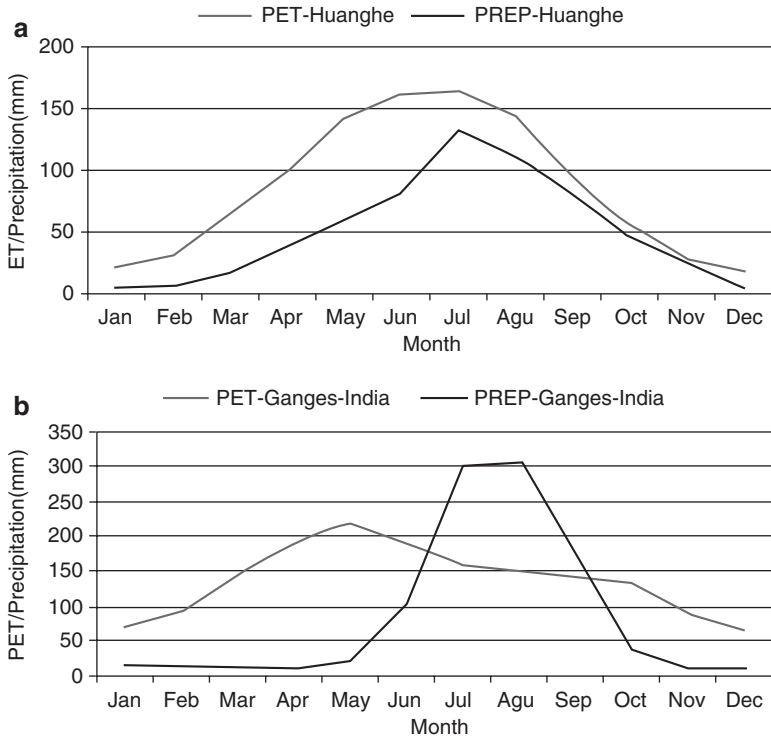 PET-Huanghe PREP-Huanghe
a
200
150
100
50
0
ET/Precipitation(mm)
Jan Feb Mar Apr May Jun Jul Agu Sep Oct Nov Dec
Month
PET-Ganges-India PREP-Ganges-India
b
350
300
250
200
150
100
50
0
PET/Precipitation(mm)
Jan Feb Mar Apr May Jun Jul Agu Sep Oct Nov Dec
Month